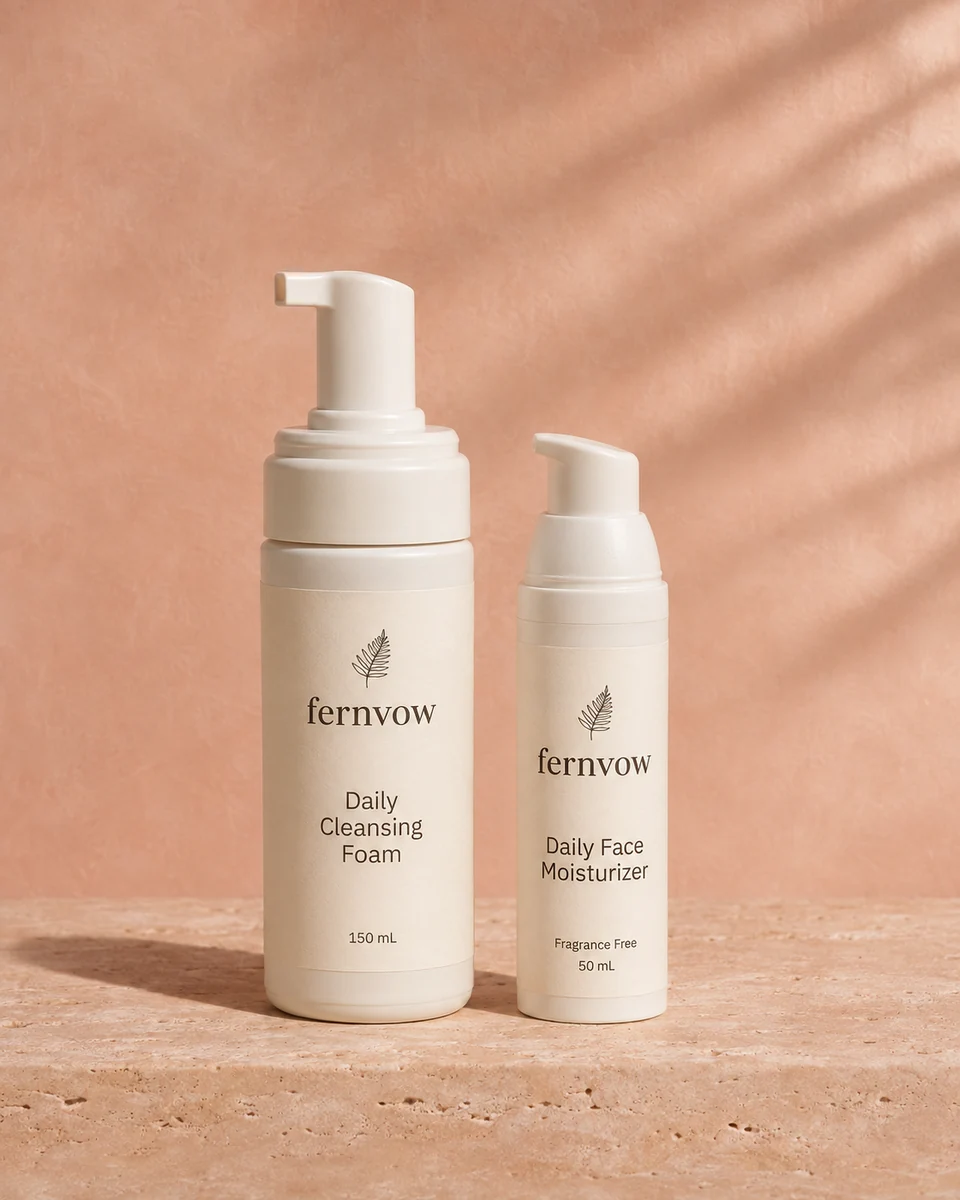 fernvow
Daily
Cleansing
Foam
150 mL
fernvow
Daily Face
Moisturizer
Fragrance Free
50 mL